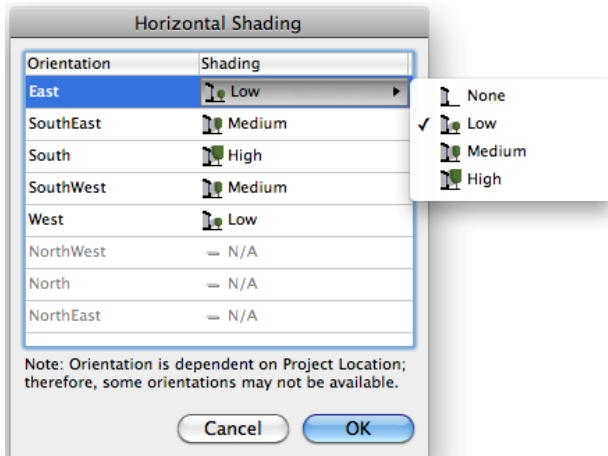 Horizontal Shading
Orientation Shading
East Low
SouthEast Medium
South High
SouthWest Medium
West Low
NorthWest N/A
North N/A
NorthEast N/A
None
Low
Medium
High
Note: Orientation is dependent on Project Location;
therefore, some orientations may not be available.
Cancel OK